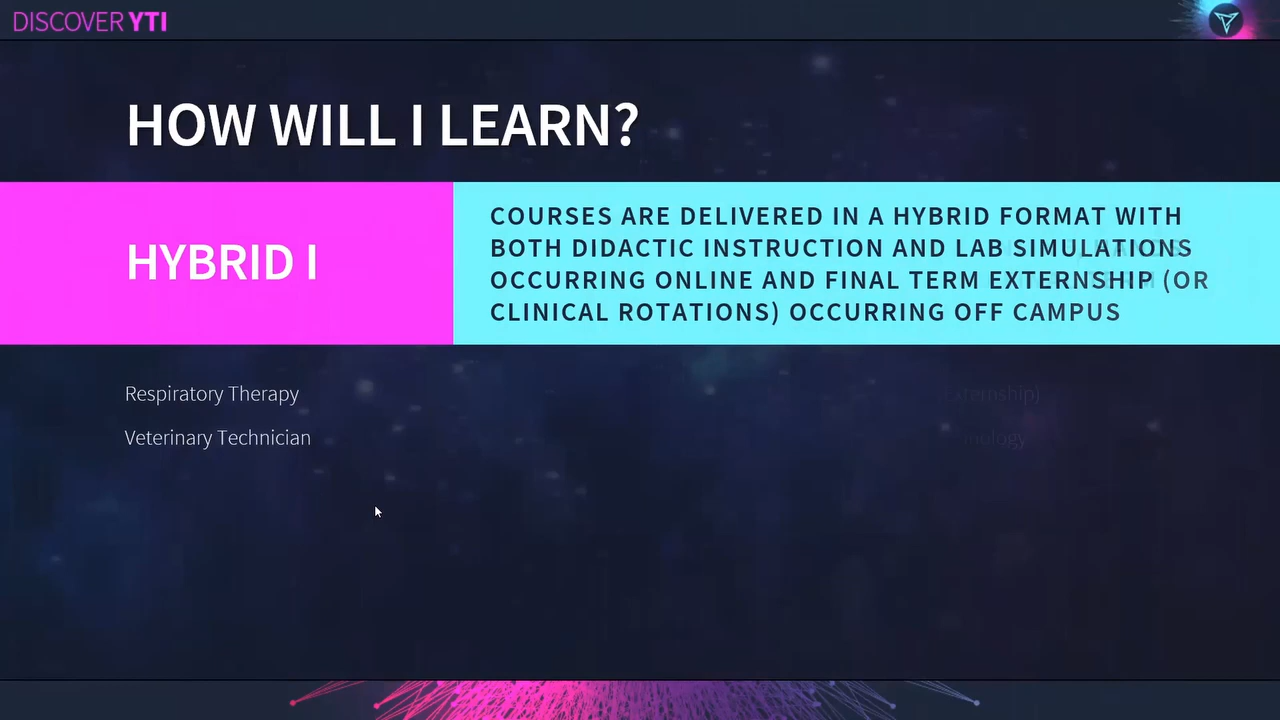 DISCOVER YTI
HOW WILL I LEARN?
HYBRID I
COURSES ARE DELIVERED IN A HYBRID FORMAT WITH
BOTH DIDACTIC INSTRUCTION AND LAB SIMULATIONS
OCCURRING ONLINE AND FINAL TERM EXTERNSHIP (OR
CLINICAL ROTATIONS) OCCURRING OFF CAMPUS
Respiratory Therapy
Veterinary Technician